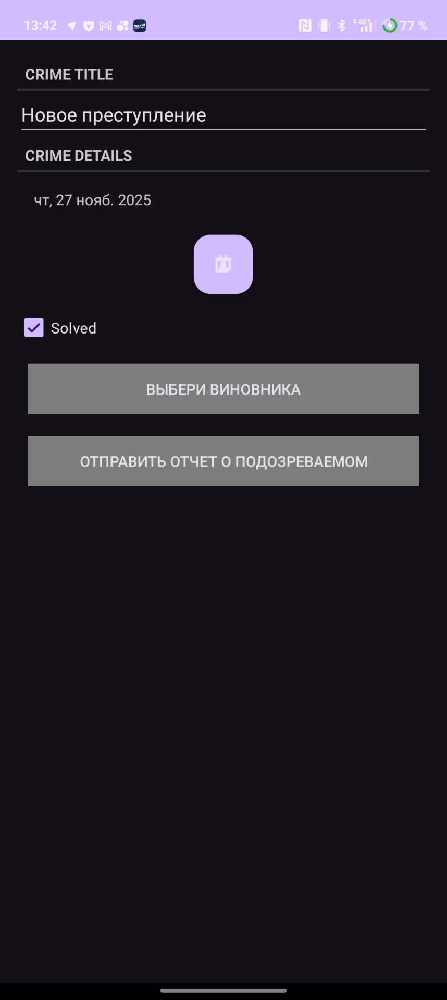 13:42 4G+ 77 %
CRIME TITLE
Новое преступление
CRIME DETAILS
чт, 27 нояб. 2025
Solved
ВЫБЕРИ ВИНОВНИКА
ОТПРАВИТЬ ОТЧЕТ О ПОДОЗРЕВАЕМОМ